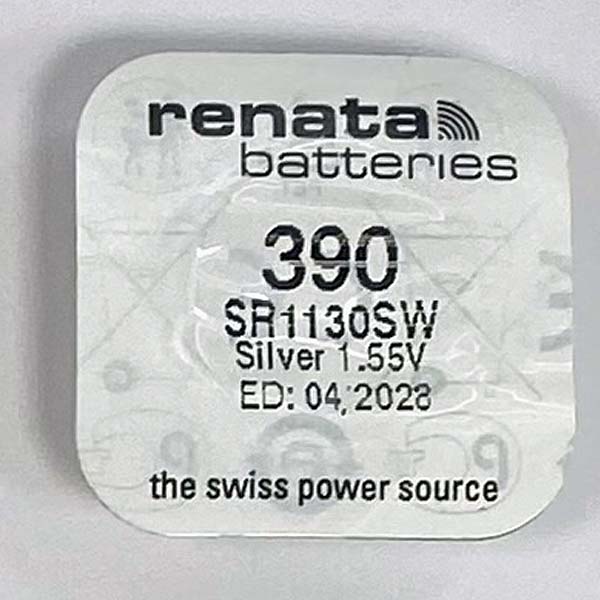 renata
batteries
390
SR1130SW
Silver 1.55V
ED: 04/2028
the swiss power source